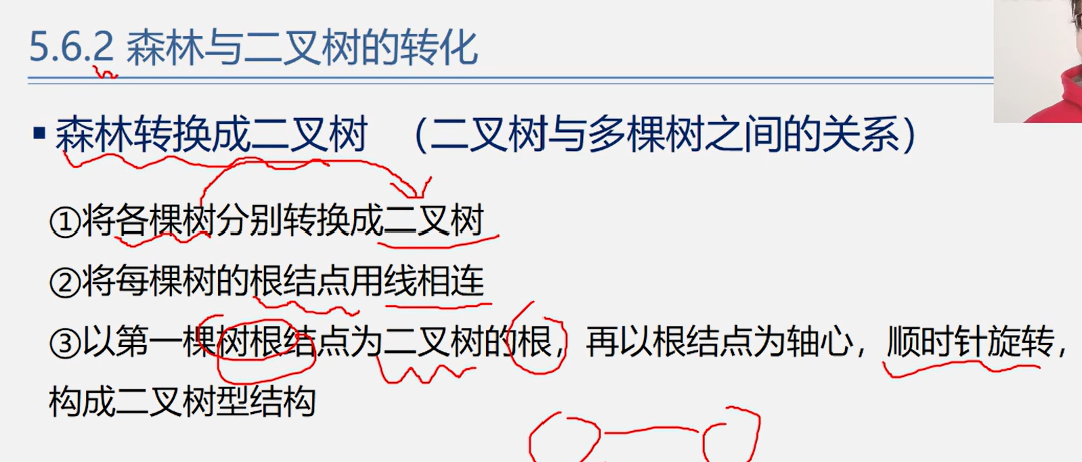 5.6.2 森林与二叉树的转化
▪ 森林转换成二叉树 （二叉树与多棵树之间的关系）
①将各棵树分别转换成二叉树
②将每棵树的根结点用线相连
③以第一棵树根结点为二叉树的根，再以根结点为轴心，顺时针旋转，
构成二叉树型结构